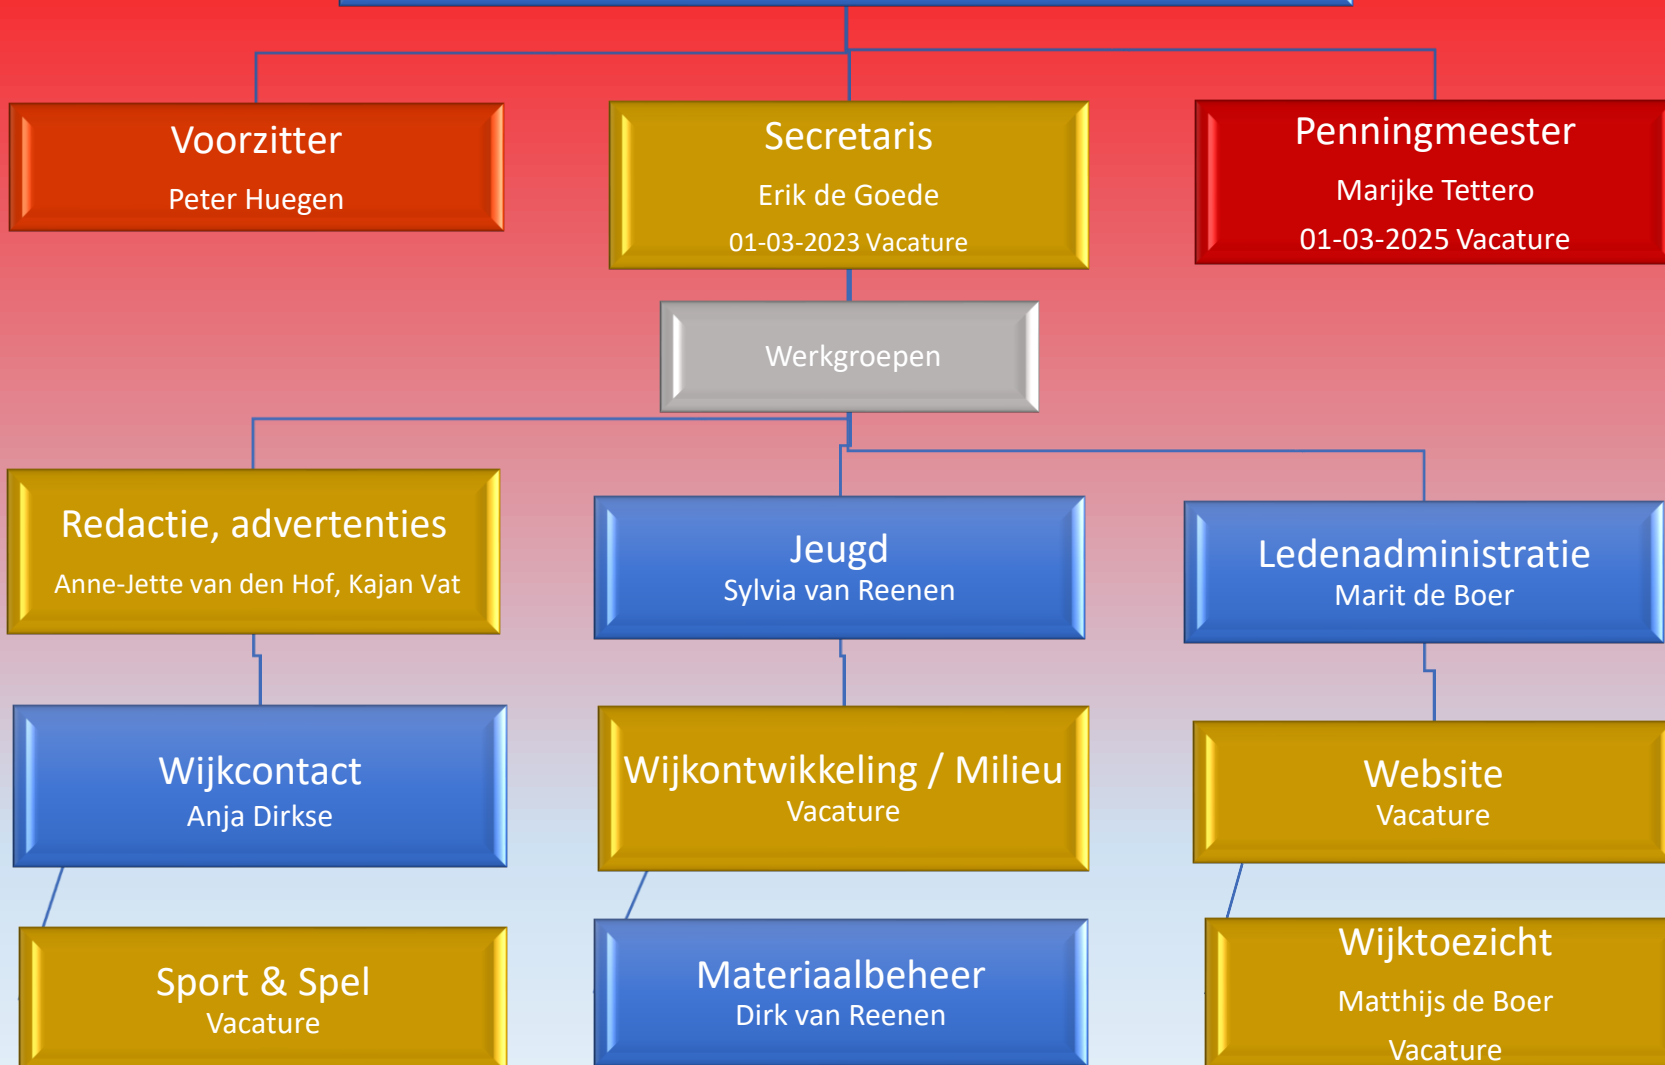 Voorzitter
Peter Huegen
Secretaris
Erik de Goede
01-03-2023 Vacature
Penningmeester
Marijke Tettero
01-03-2025 Vacature
Werkgroepen
Redactie, advertenties
Anne-Jette van den Hof, Kajan Vat
Jeugd
Sylvia van Reenen
Ledenadministratie
Marit de Boer
Wijkcontact
Anja Dirkse
Wijkontwikkeling / Milieu
Vacature
Website
Vacature
Sport & Spel
Vacature
Materiaalbeheer
Dirk van Reenen
Wijktoezicht
Matthijs de Boer
Vacature